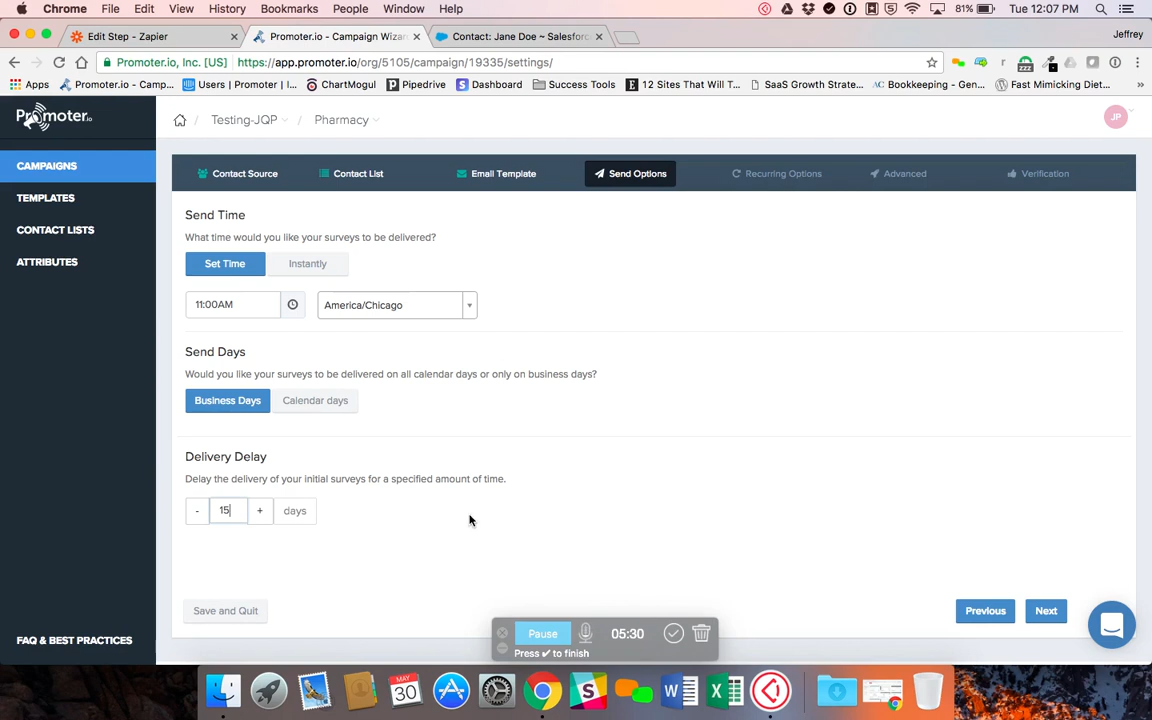 Chrome File Edit View History Bookmarks People Window Help 81% Tue 12:07 PM
Edit Step - Zapier
Promoter.io - Campaign Wiza
Contact: Jane Doe ~ Salesforc
Jeffrey
Promoter.io, Inc. [US] https://app.promoter.io/org/5105/campaign/19335/settings/
Apps Promoter.io - Camp... Users | Promoter | I... ChartMogul Pipedrive Dashboard Success Tools 12 Sites That Will T... SaaS Growth Strate... AC Bookkeeping - Gen... Fast Mimicking Diet... »
Promoter.io
/ Testing-JQP / Pharmacy
JP
CAMPAIGNS
TEMPLATES
CONTACT LISTS
ATTRIBUTES
FAQ & BEST PRACTICES
Contact Source Contact List Email Template Send Options Recurring Options Advanced Verification
Send Time
What time would you like your surveys to be delivered?
Set Time Instantly
11:00AM America/Chicago
Send Days
Would you like your surveys to be delivered on all calendar days or only on business days?
Business Days Calendar days
Delivery Delay
Delay the delivery of your initial surveys for a specified amount of time.
- 15 + days
Save and Quit Previous Next
Pause 05:30
Press ✔ to finish
MAY
30